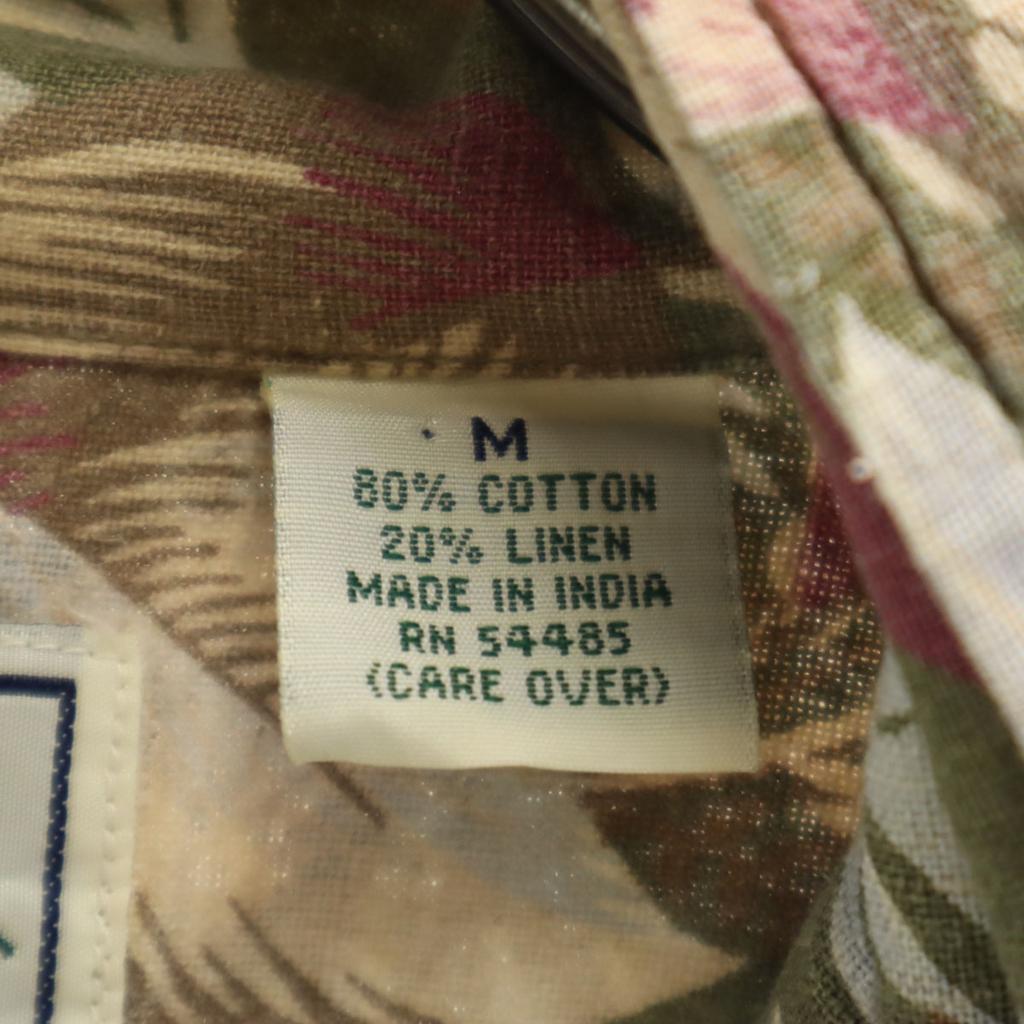 M
80% COTTON
20% LINEN
MADE IN INDIA
RN 54485
(CARE OVER)